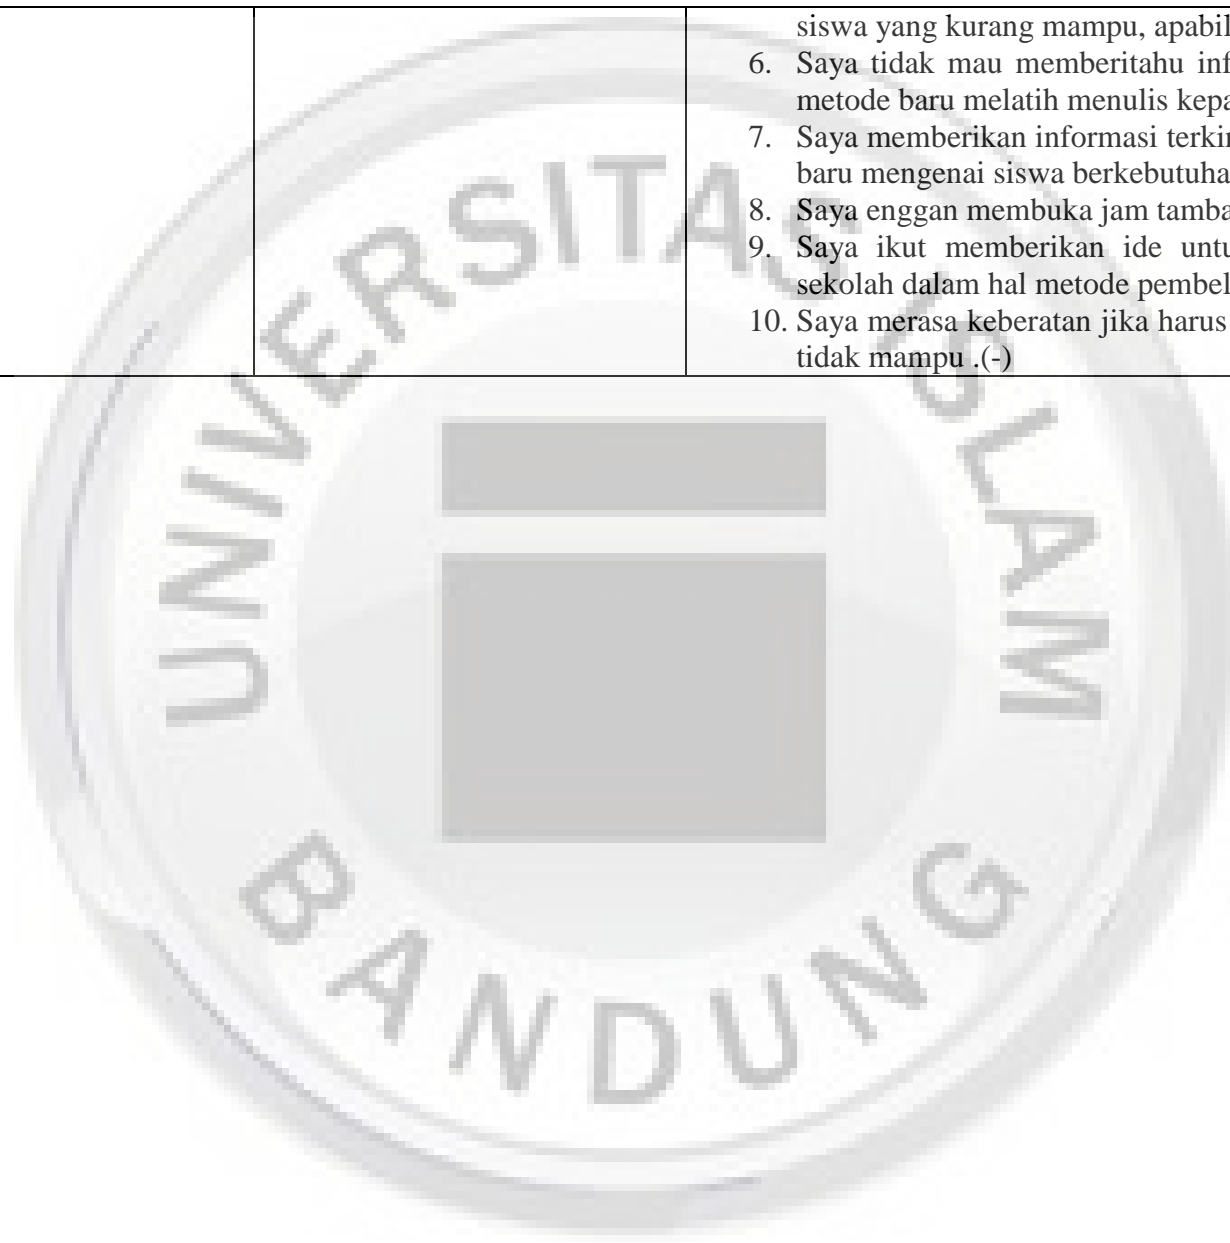 siswa yang kurang mampu, apabil
6. Saya tidak mau memberitahu inf
metode baru melatih menulis kepa
7. Saya memberikan informasi terkin
baru mengenai siswa berkebutuha
8. Saya enggan membuka jam tamba
9. Saya ikut memberikan ide untu
sekolah dalam hal metode pembel
10. Saya merasa keberatan jika harus
tidak mampu .(-)
UNIVERSITAS ISLAM
BANDUNG